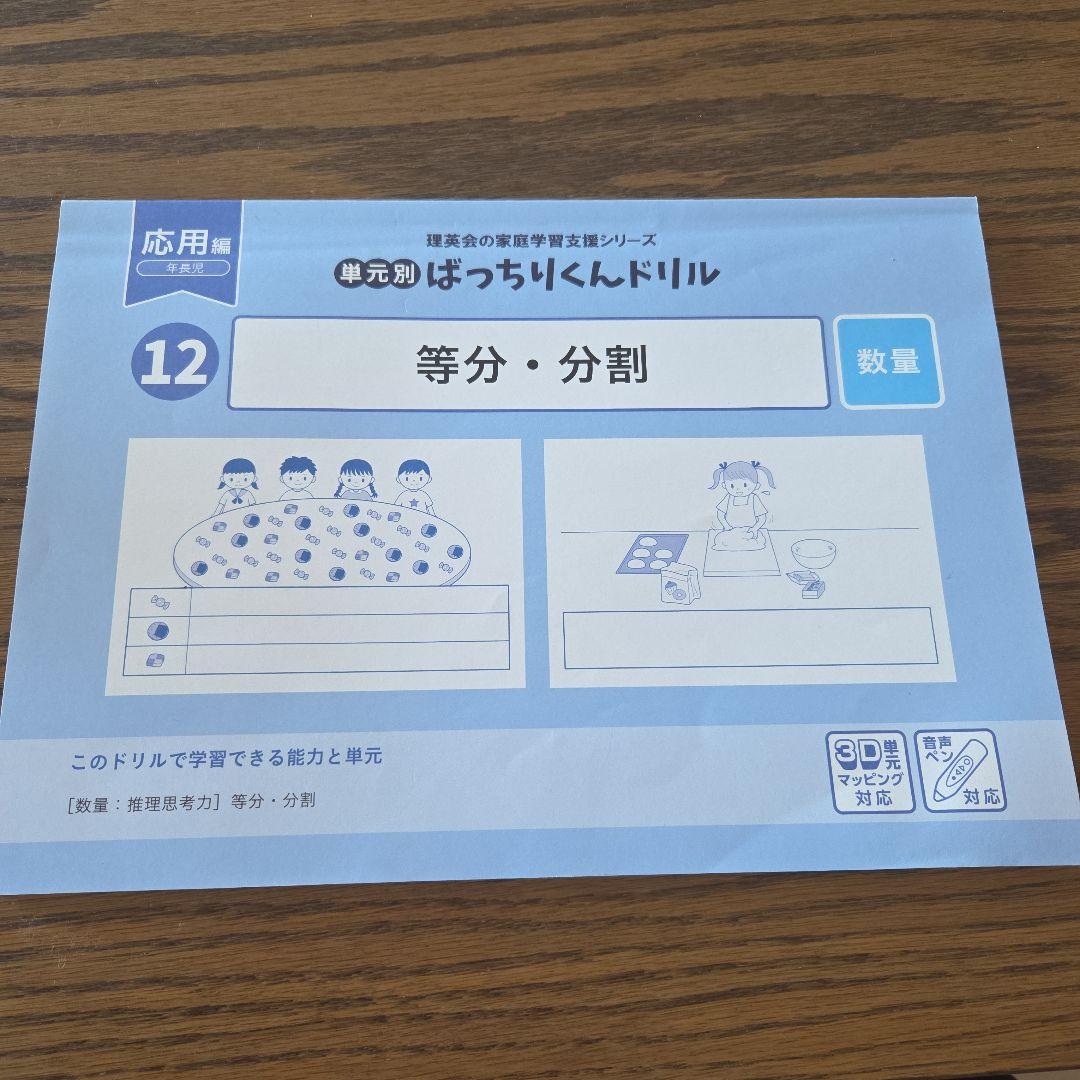 応用編
年長児
理英会の家庭学習支援シリーズ
単元別 ばっちりくんドリル
12
等分・分割
数量
このドリルで学習できる能力と単元
[数量：推理思考力] 等分・分割
3D単元
マッピング
対応
音声
ペン
対応